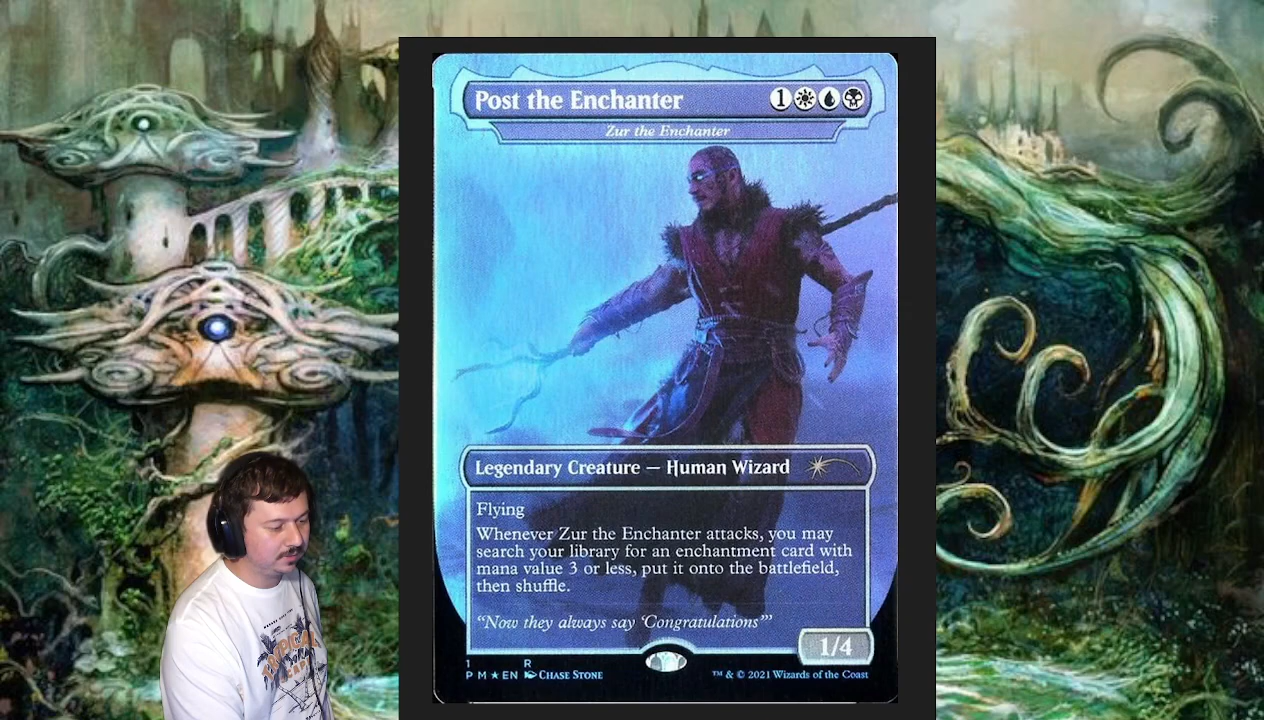 Post the Enchanter 1
Zur the Enchanter
Legendary Creature — Human Wizard
Flying
Whenever Zur the Enchanter attacks, you may
search your library for an enchantment card with
mana value 3 or less, put it onto the battlefield,
then shuffle.
“Now they always say ‘Congratulations’”
1/4
1 R
P M★EN CHASE STONE
™ & © 2021 Wizards of the Coast